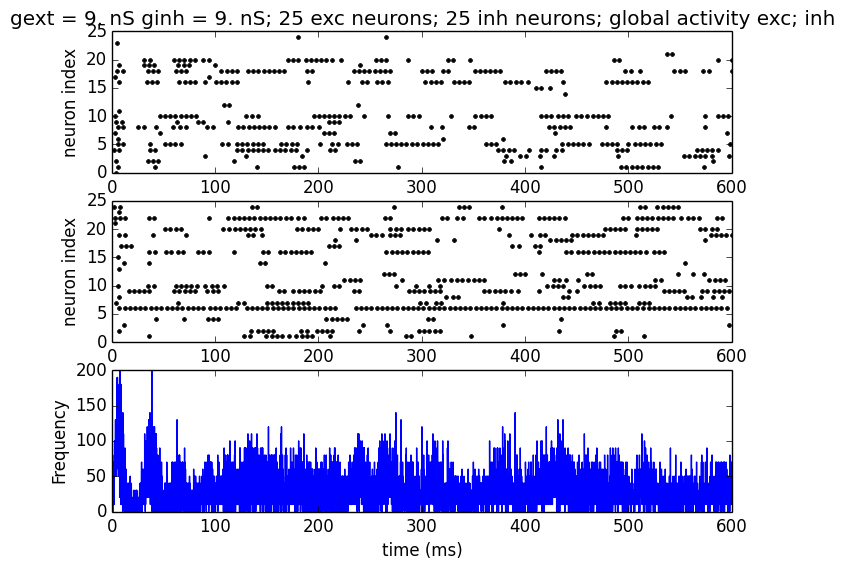 gext = 9. nS ginh = 9. nS; 25 exc neurons; 25 inh neurons; global activity exc; inh
25
20
15
10
5
0
neuron index
0 100 200 300 400 500 600
25
20
15
10
5
0
neuron index
0 100 200 300 400 500 600
200
150
100
50
0
Frequency
0 100 200 300 400 500 600
time (ms)